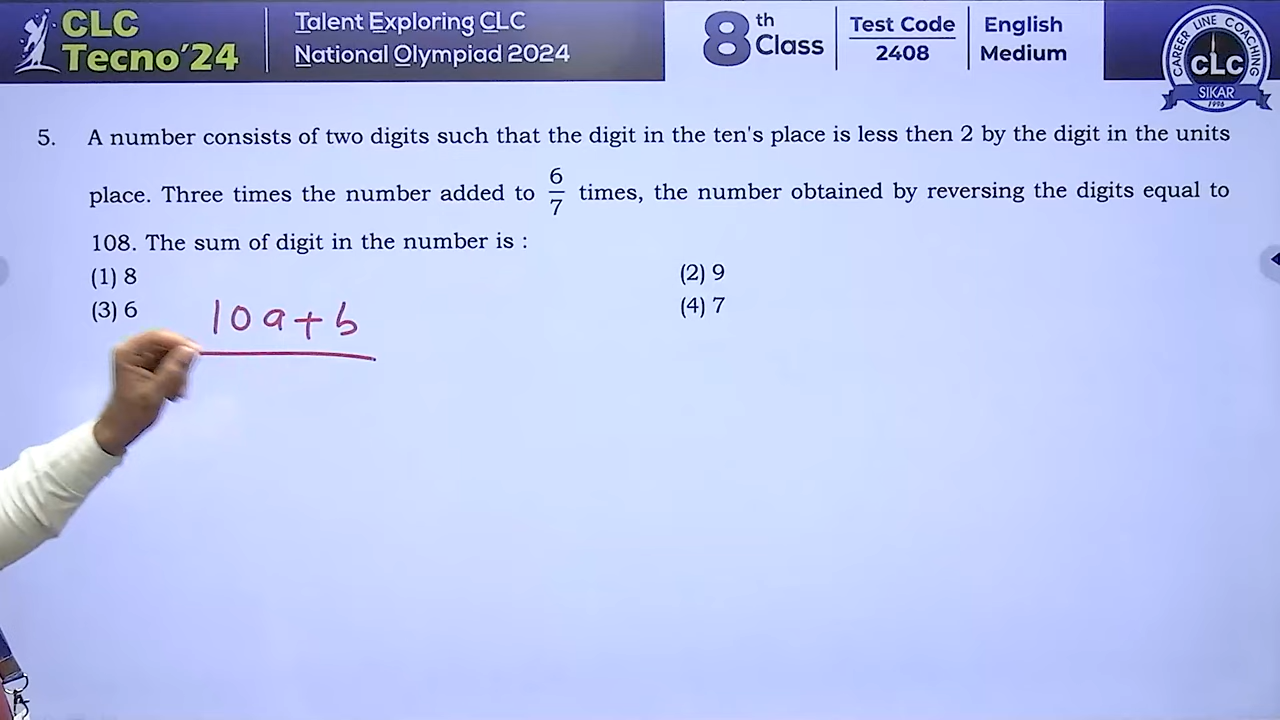 CLC
Tecno'24
Talent Exploring CLC
National Olympiad 2024
8th Class
Test Code
2408
English
Medium
CAREER LINE COACHING
CLC
SIKAR
1996
5. A number consists of two digits such that the digit in the ten's place is less then 2 by the digit in the units
place. Three times the number added to 6/7 times, the number obtained by reversing the digits equal to
108. The sum of digit in the number is :
(1) 8 (2) 9
(3) 6 (4) 7
10a+b